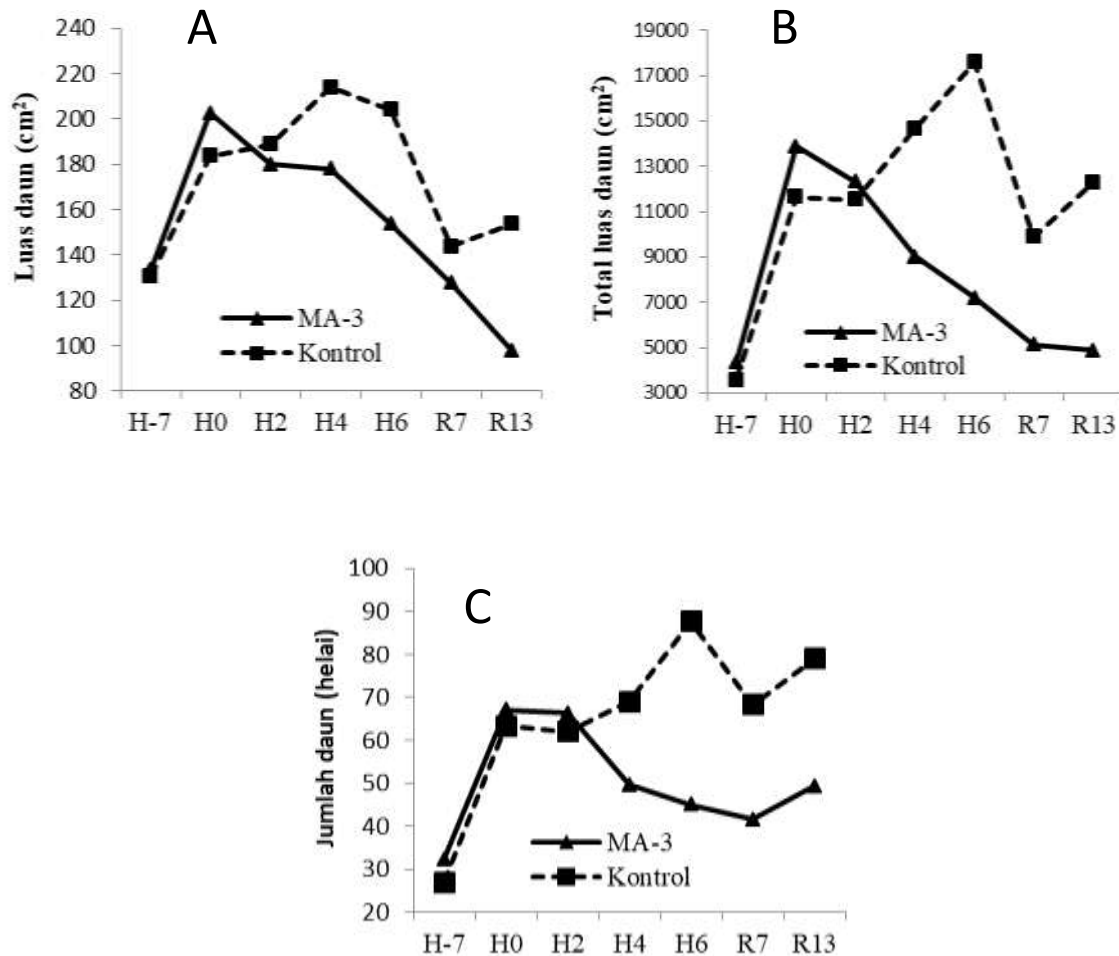 A
Luas daun (cm²)
240
220
200
180
160
140
120
100
80
MA-3
Kontrol
H-7 H0 H2 H4 H6 R7 R13
B
Total luas daun (cm²)
19000
17000
15000
13000
11000
9000
7000
5000
3000
MA-3
Kontrol
H-7 H0 H2 H4 H6 R7 R13
C
Jumlah daun (helai)
100
90
80
70
60
50
40
30
20
MA-3
Kontrol
H-7 H0 H2 H4 H6 R7 R13